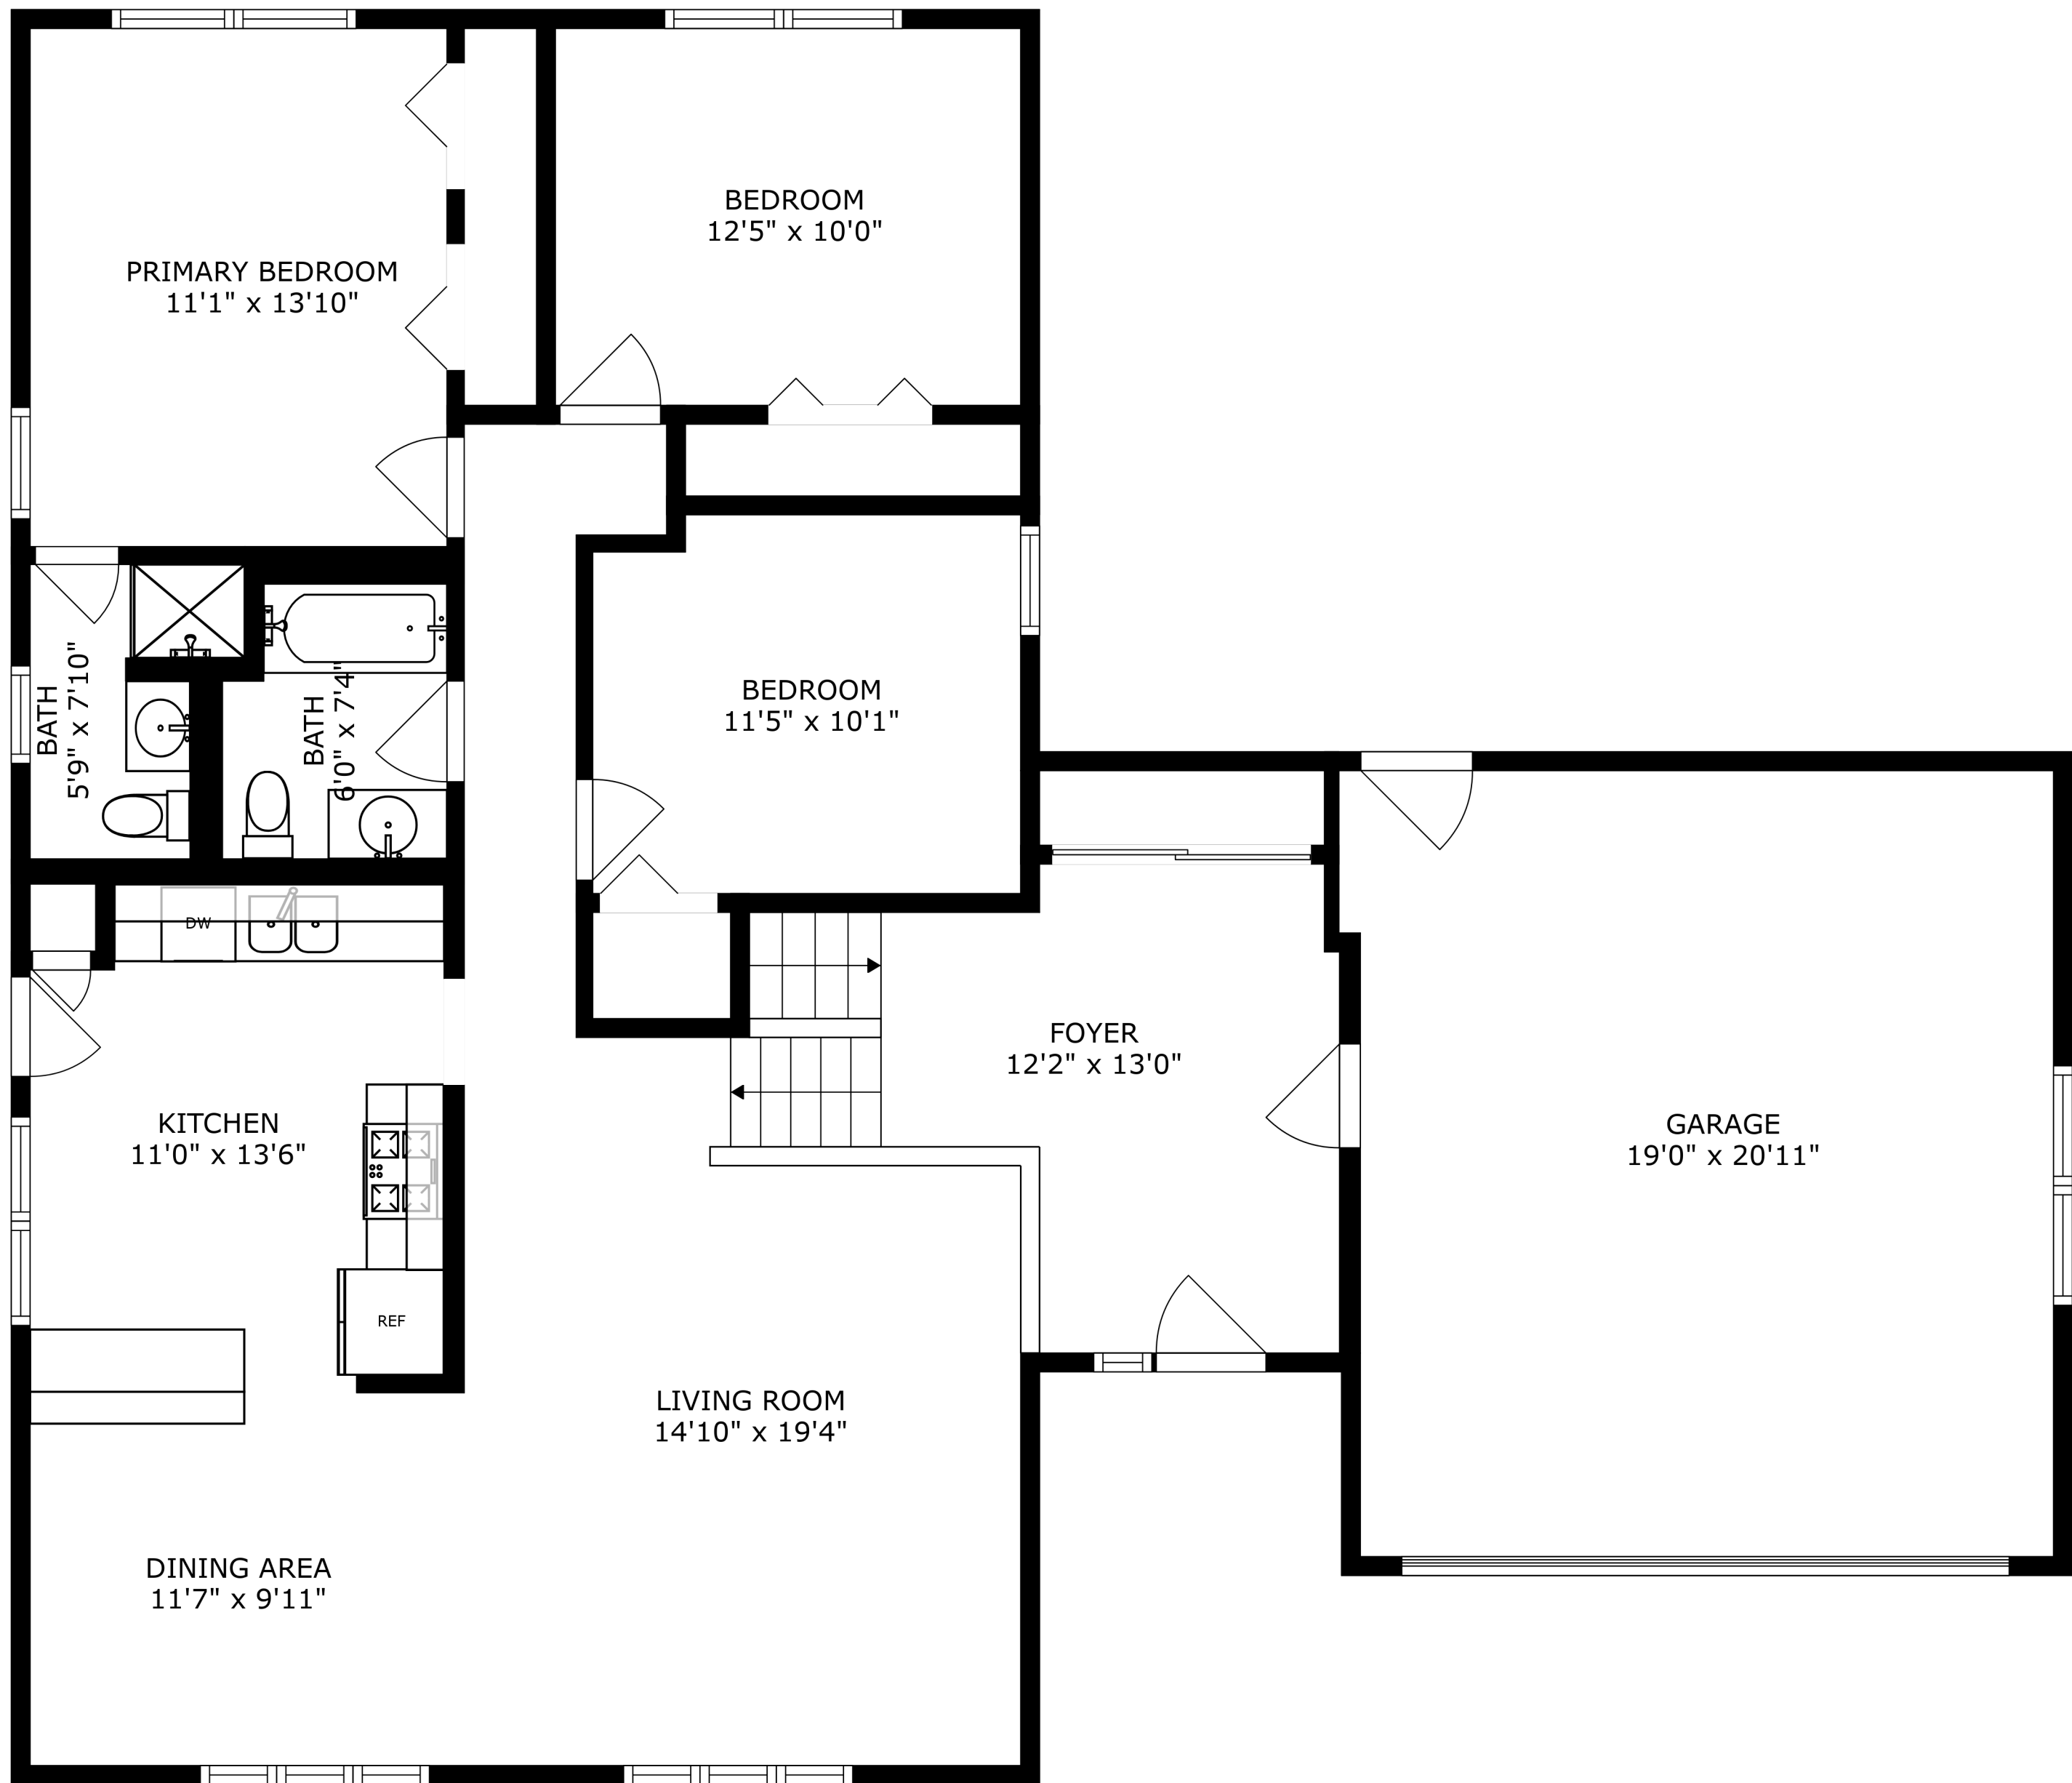 BEDROOM
12'5" x 10'0"
PRIMARY BEDROOM
11'1" x 13'10"
BEDROOM
11'5" x 10'1"
BATH
5'9" x 7'10"
BATH
6'0" x 7'4"
DW
FOYER
12'2" x 13'0"
KITCHEN
11'0" x 13'6"
GARAGE
19'0" x 20'11"
REF
LIVING ROOM
14'10" x 19'4"
DINING AREA
11'7" x 9'11"